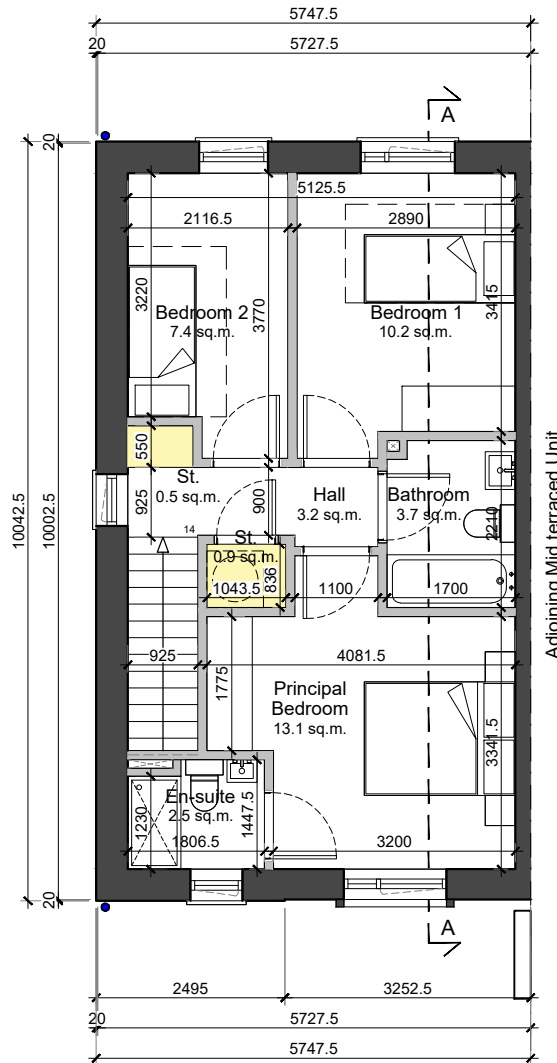 5747.5
20
5727.5
A
20
20
5125.5
2116.5
2890
3220
3770
3415
Bedroom 2
7.4 sq.m.
Bedroom 1
10.2 sq.m.
550
St.
0.5 sq.m.
925
900
Hall
3.2 sq.m.
Bathroom
3.7 sq.m.
2210
14
St.
0.9 sq.m.
836
1043.5
1100
1700
10042.5
10002.5
Adjoining Mid terraced Unit
925
4081.5
1775
Principal
Bedroom
13.1 sq.m.
3341.5
En-suite
2.5 sq.m.
1230
1447.5
1806.5
3200
20
20
A
2495
3252.5
20
5727.5
5747.5